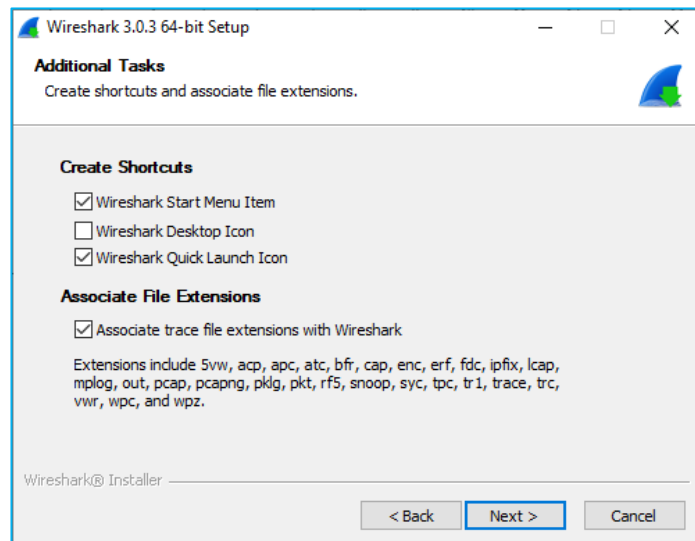 Wireshark 3.0.3 64-bit Setup
Additional Tasks
Create shortcuts and associate file extensions.
Create Shortcuts
Wireshark Start Menu Item
Wireshark Desktop Icon
Wireshark Quick Launch Icon
Associate File Extensions
Associate trace file extensions with Wireshark
Extensions include 5vw, acp, apc, atc, bfr, cap, enc, erf, fdc, ipfix, lcap,
mplog, out, pcap, pcapng, pklg, pkt, rf5, snoop, syc, tpc, tr1, trace, trc,
vwr, wpc, and wpz.
Wireshark® Installer
< Back Next > Cancel